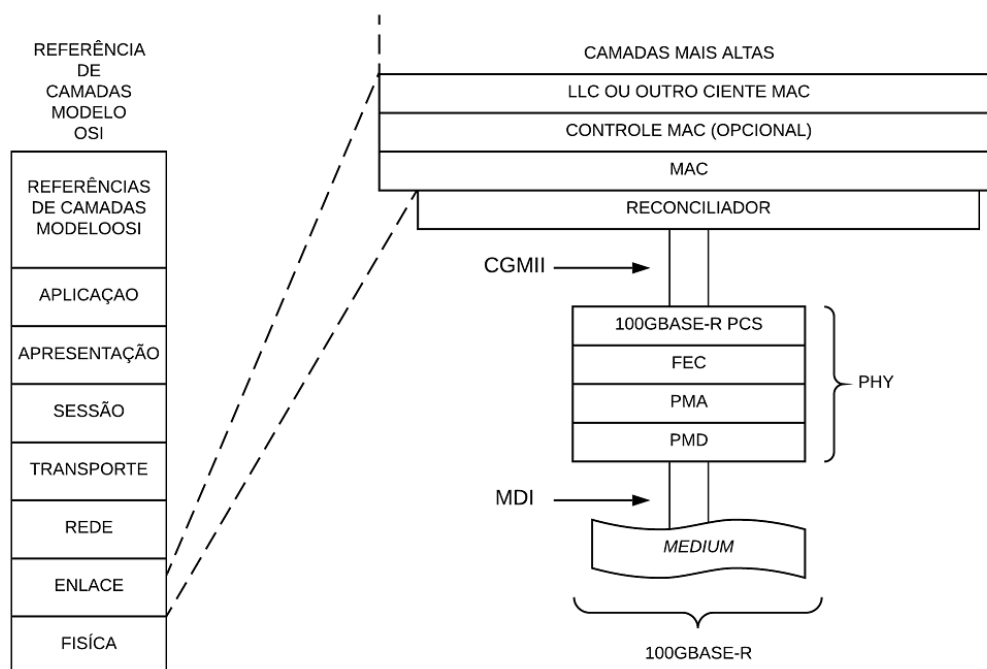 REFERÊNCIA
DE
CAMADAS
MODELO
OSI
REFERÊNCIAS
DE CAMADAS
MODELOOSI
APLICAÇAO
APRESENTAÇÃO
SESSÃO
TRANSPORTE
REDE
ENLACE
FISÍCA
CAMADAS MAIS ALTAS
LLC OU OUTRO CIENTE MAC
CONTROLE MAC (OPCIONAL)
MAC
RECONCILIADOR
CGMII
100GBASE-R PCS
FEC
PMA
PMD
PHY
MDI
MEDIUM
100GBASE-R